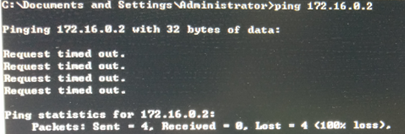 C:\Documents and Settings\Administrator>ping 172.16.0.2
Pinging 172.16.0.2 with 32 bytes of data:
Request timed out.
Request timed out.
Request timed out.
Request timed out.
Ping statistics for 172.16.0.2:
Packets: Sent = 4, Received = 0, Lost = 4 (100% loss),